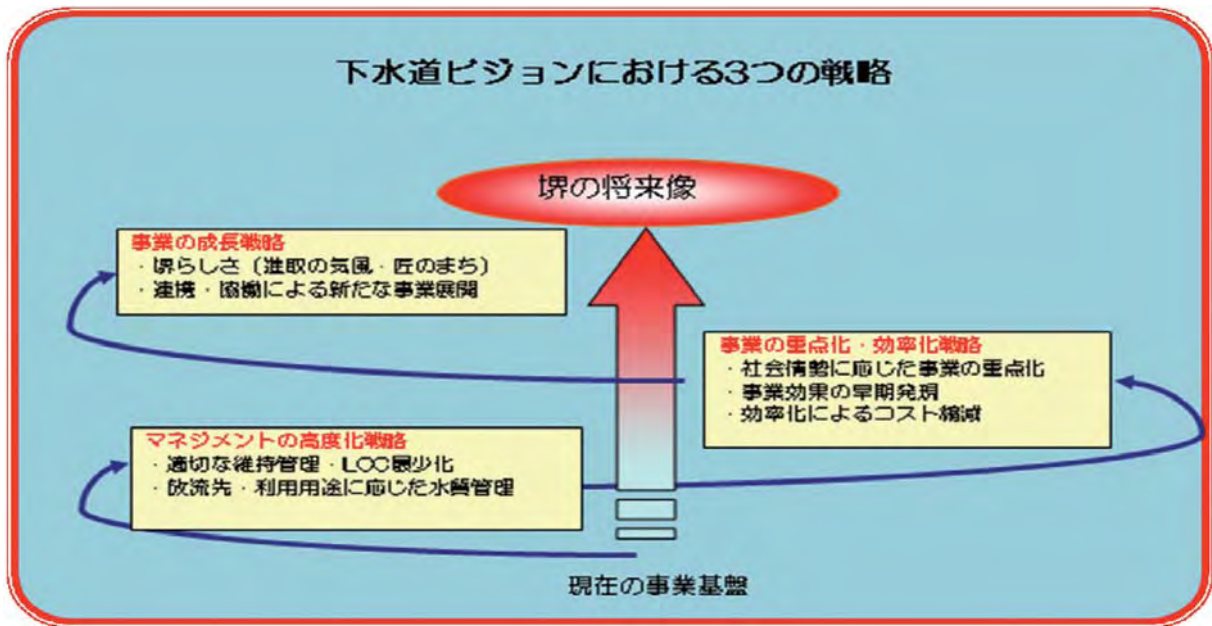 下水道ビジョンにおける3つの戦略
堺の将来像
事業の成長戦略
・堺らしさ（進取の気風・匠のまち）
・連携・協働による新たな事業展開
事業の重点化・効率化戦略
・社会情勢に応じた事業の重点化
・事業効果の早期発現
・効率化によるコスト縮減
マネジメントの高度化戦略
・適切な維持管理・LCC最少化
・放流先・利用用途に応じた水質管理
現在の事業基盤